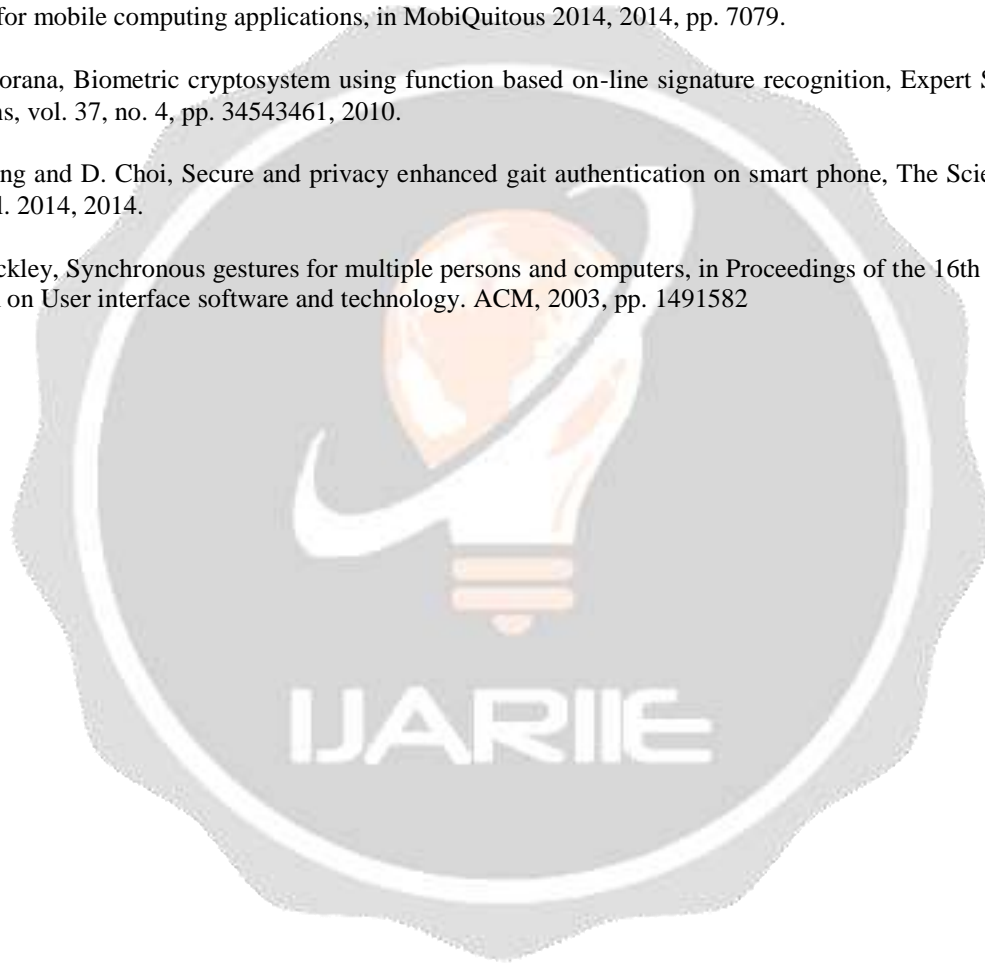 for mobile computing applications, in MobiQuitous 2014, 2014, pp. 7079.
orana, Biometric cryptosystem using function based on-line signature recognition, Expert S
ns, vol. 37, no. 4, pp. 34543461, 2010.
ng and D. Choi, Secure and privacy enhanced gait authentication on smart phone, The Scie
l. 2014, 2014.
ckley, Synchronous gestures for multiple persons and computers, in Proceedings of the 16th
on User interface software and technology. ACM, 2003, pp. 1491582
IJARIIE